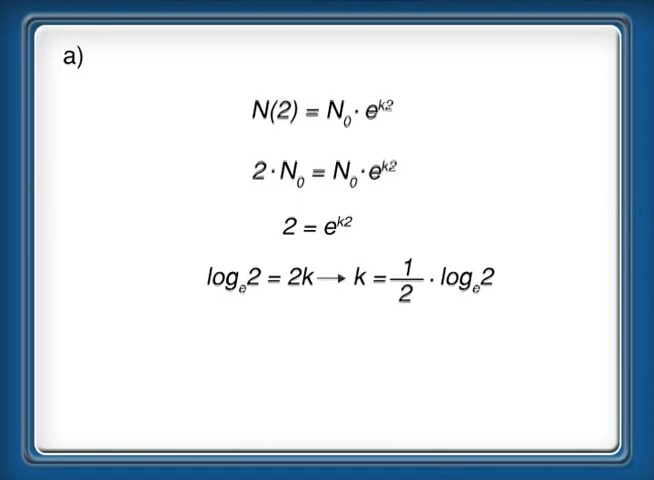 a)
N(2) = N₀ · eᵏ²
2 · N₀ = N₀ · eᵏ²
2 = eᵏ²
logₑ2 = 2k → k = 1/2 · logₑ2